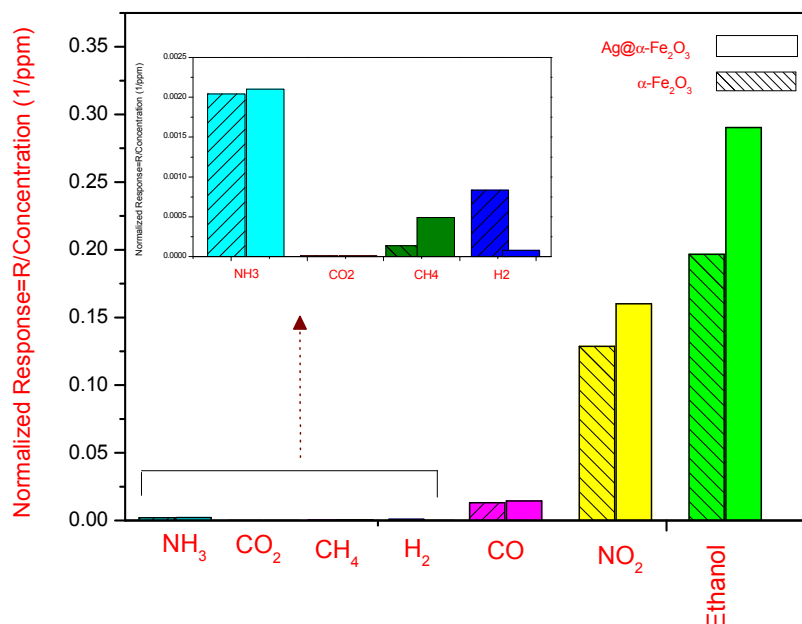 Normalized Response=R/Concentration (1/ppm)
0.35
0.30
0.25
0.20
0.15
0.10
0.05
0.00
Ag@α-Fe₂O₃
α-Fe₂O₃
Normalized Response=R/Concentration (1/ppm)
0.0025
0.0020
0.0015
0.0010
0.0005
0.0000
NH3 CO2 CH4 H2
NH₃ CO₂ CH₄ H₂ CO NO₂ Ethanol